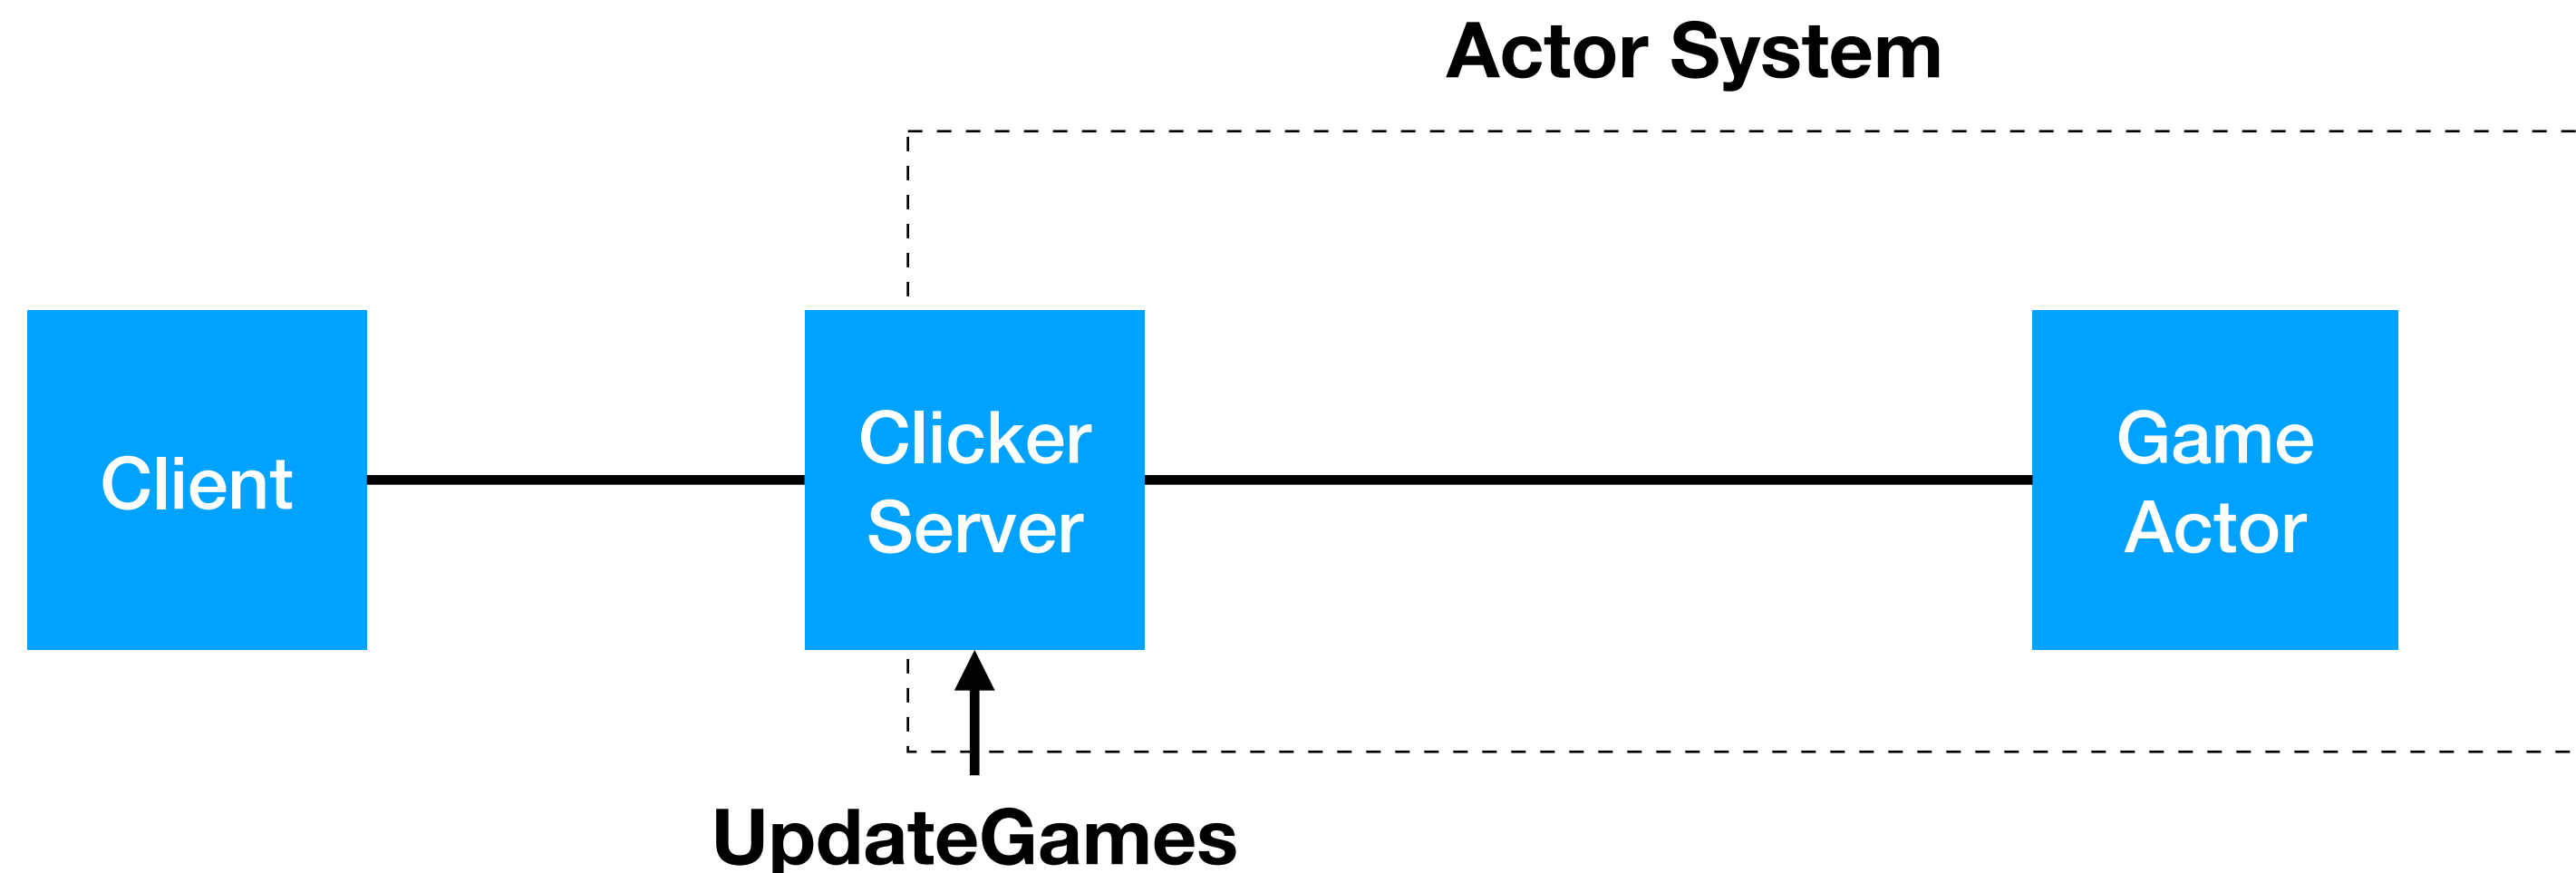 Actor System
Client
Clicker
Server
Game
Actor
UpdateGames